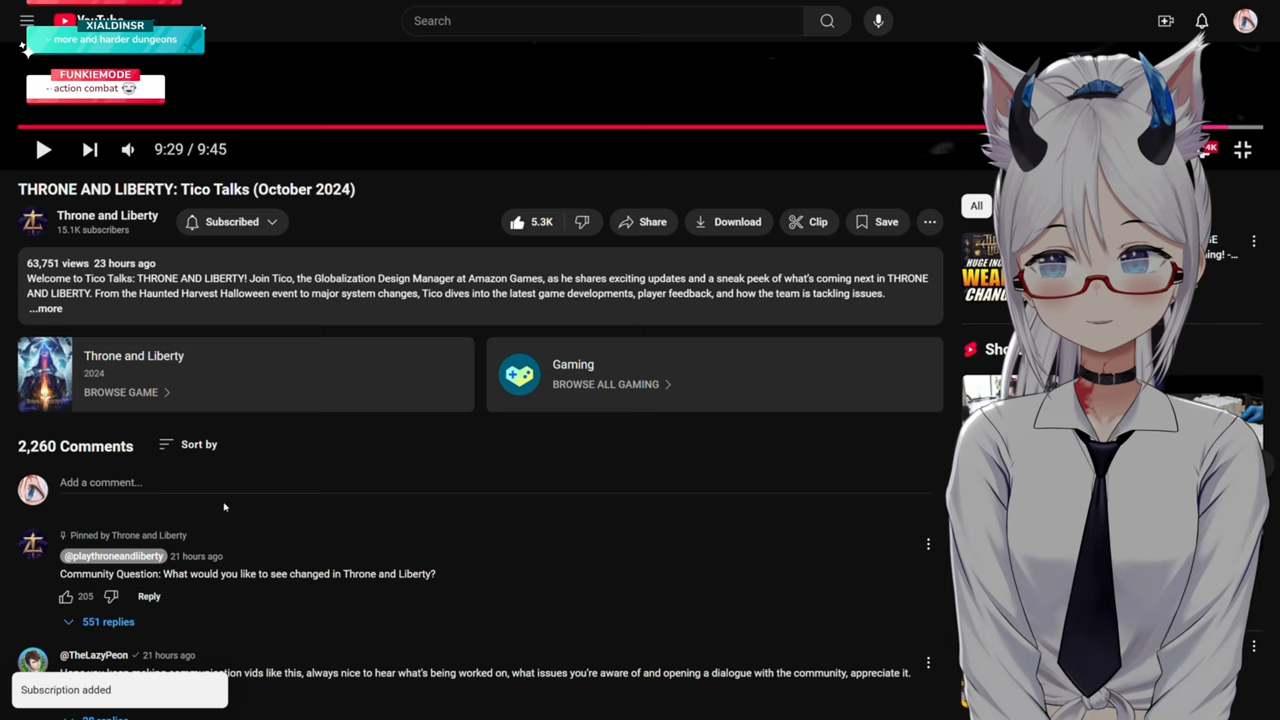 YouTube
Search
XIALDINSR
- more and harder dungeons
FUNKIEMODE
-- action combat
9:29 / 9:45
4K
THRONE AND LIBERTY: Tico Talks (October 2024)
Throne and Liberty
15.1K subscribers
Subscribed
5.3K
Share
Download
Clip
Save
All
63,751 views 23 hours ago
Welcome to Tico Talks: THRONE AND LIBERTY! Join Tico, the Globalization Design Manager at Amazon Games, as he shares exciting updates and a sneak peek of what's coming next in THRONE
AND LIBERTY. From the Haunted Harvest Halloween event to major system changes, Tico dives into the latest game developments, player feedback, and how the team is tackling issues.
...more
HUGE
WEA
CHAN
Throne and Liberty
2024
BROWSE GAME
Gaming
BROWSE ALL GAMING
Sho
2,260 Comments
Sort by
Add a comment...
Pinned by Throne and Liberty
@playthroneandliberty 21 hours ago
Community Question: What would you like to see changed in Throne and Liberty?
205
Reply
551 replies
@TheLazyPeon 21 hours ago
vids like this, always nice to hear what's being worked on, what issues you're aware of and opening a dialogue with the community, appreciate it.
Subscription added